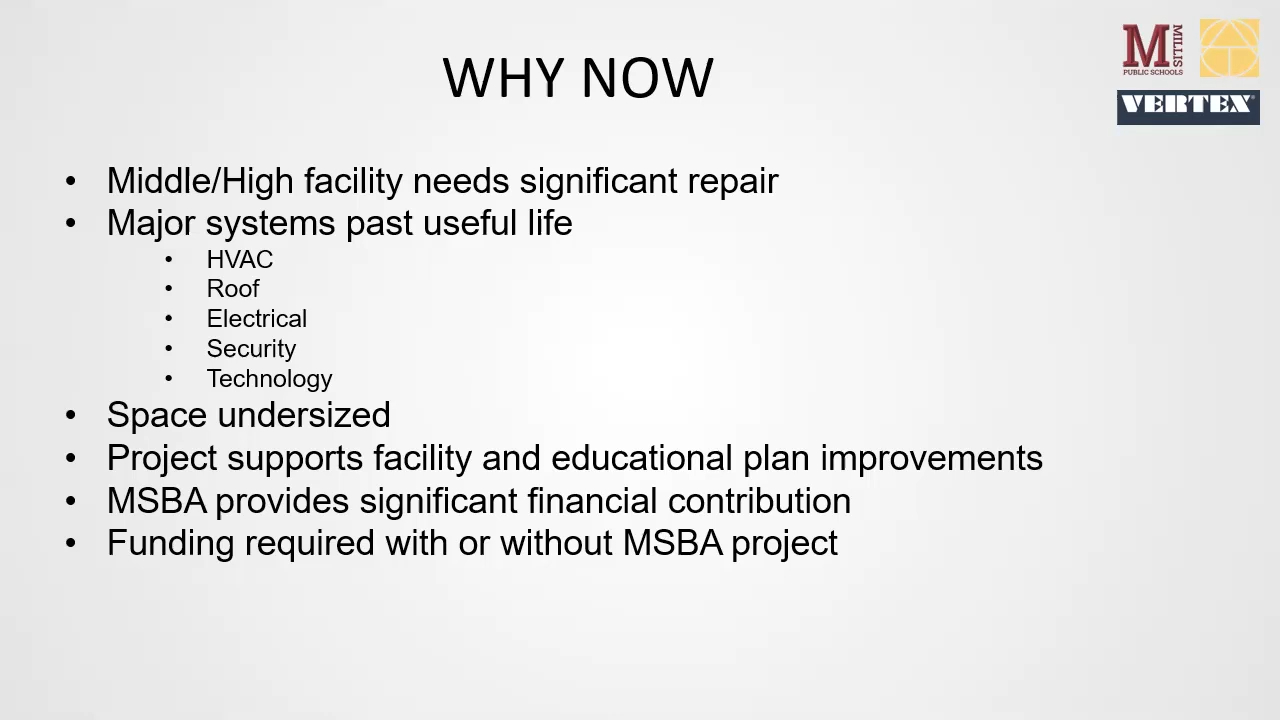 WHY NOW
M
MILLIS
PUBLIC SCHOOLS
VERTEX
• Middle/High facility needs significant repair
• Major systems past useful life
• HVAC
• Roof
• Electrical
• Security
• Technology
• Space undersized
• Project supports facility and educational plan improvements
• MSBA provides significant financial contribution
• Funding required with or without MSBA project